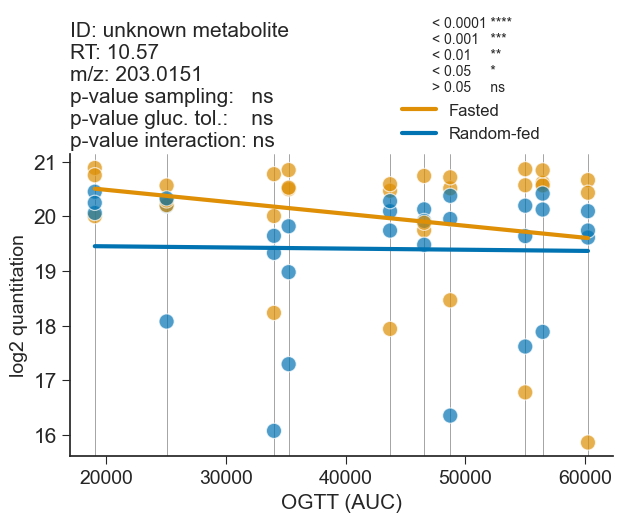 ID: unknown metabolite
RT: 10.57
m/z: 203.0151
p-value sampling:   ns
p-value gluc. tol.:    ns
p-value interaction: ns
< 0.0001 ****
< 0.001   ***
< 0.01     **
< 0.05     *
> 0.05     ns
Fasted
Random-fed
21
20
19
18
17
16
log2 quantitation
20000
30000
40000
50000
60000
OGTT (AUC)